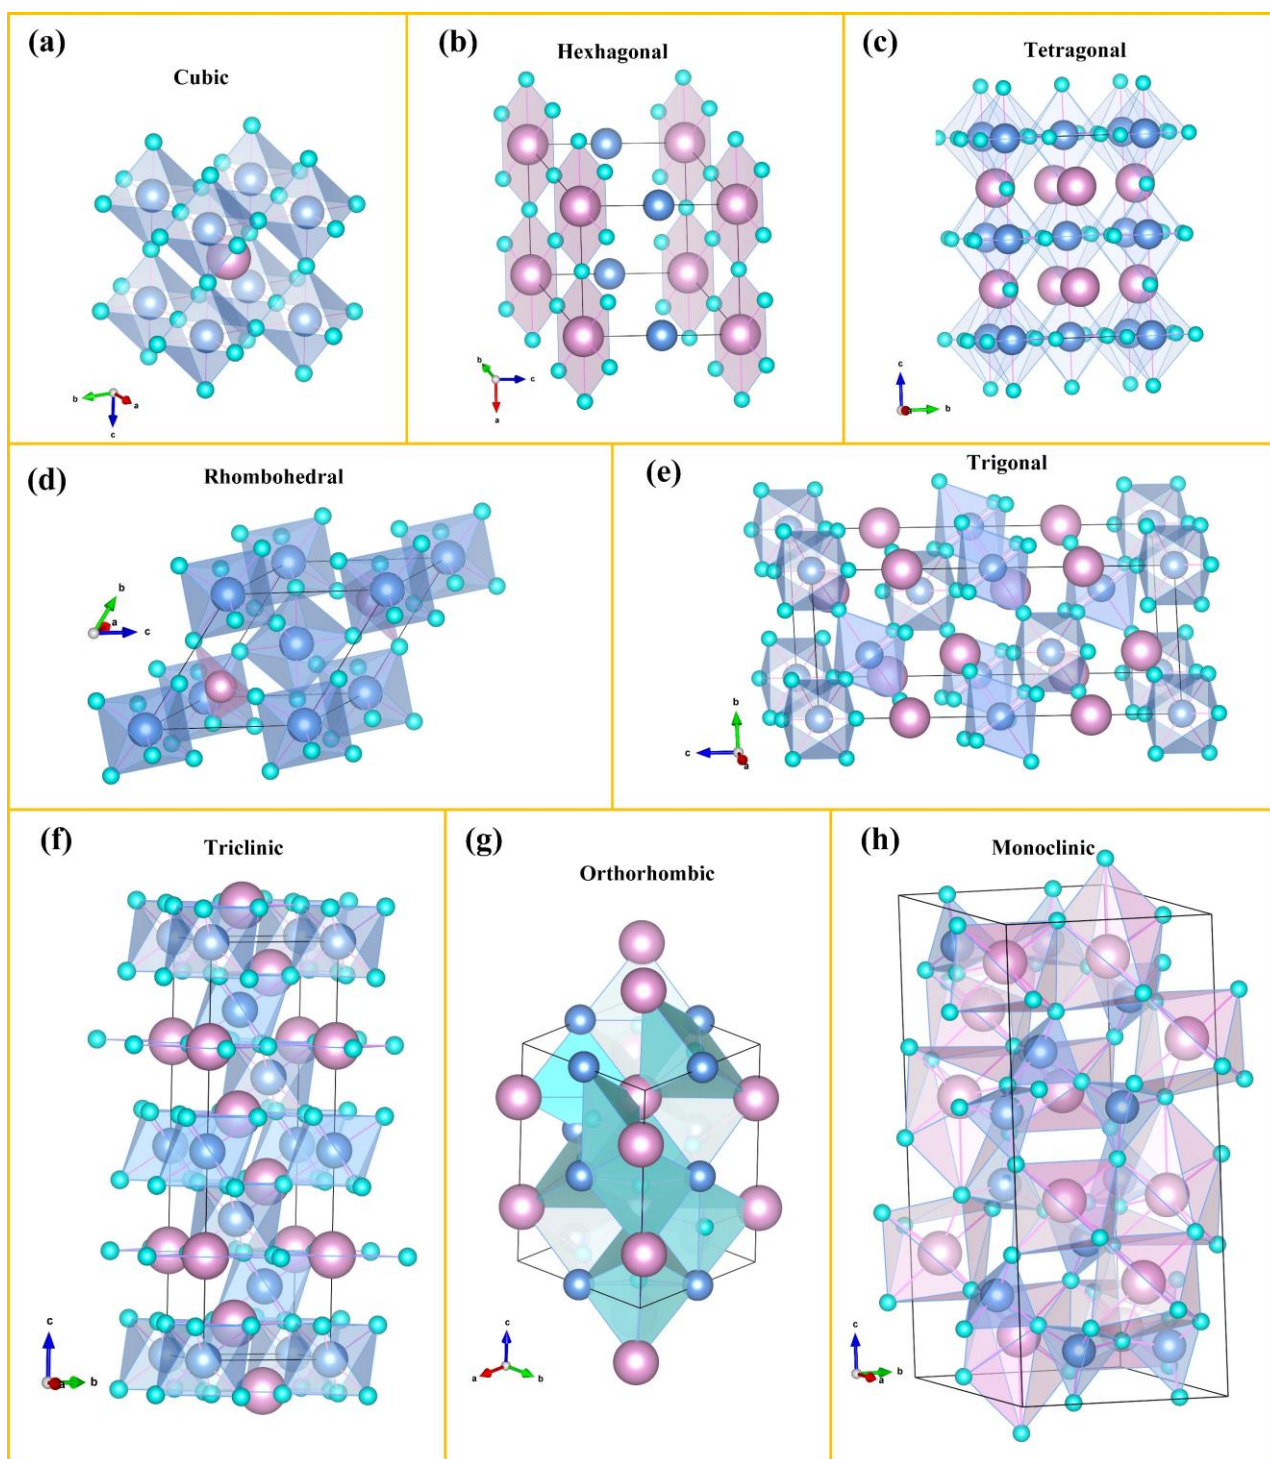 (a)
Cubic
b
a
c
(b)
Hexhagonal
b
c
a
(c)
Tetragonal
c
a
b
(d)
Rhombohedral
b
a
c
(e)
Trigonal
b
c
a
(f)
Triclinic
c
a
b
(g)
Orthorhombic
c
a
b
(h)
Monoclinic
c
b
a